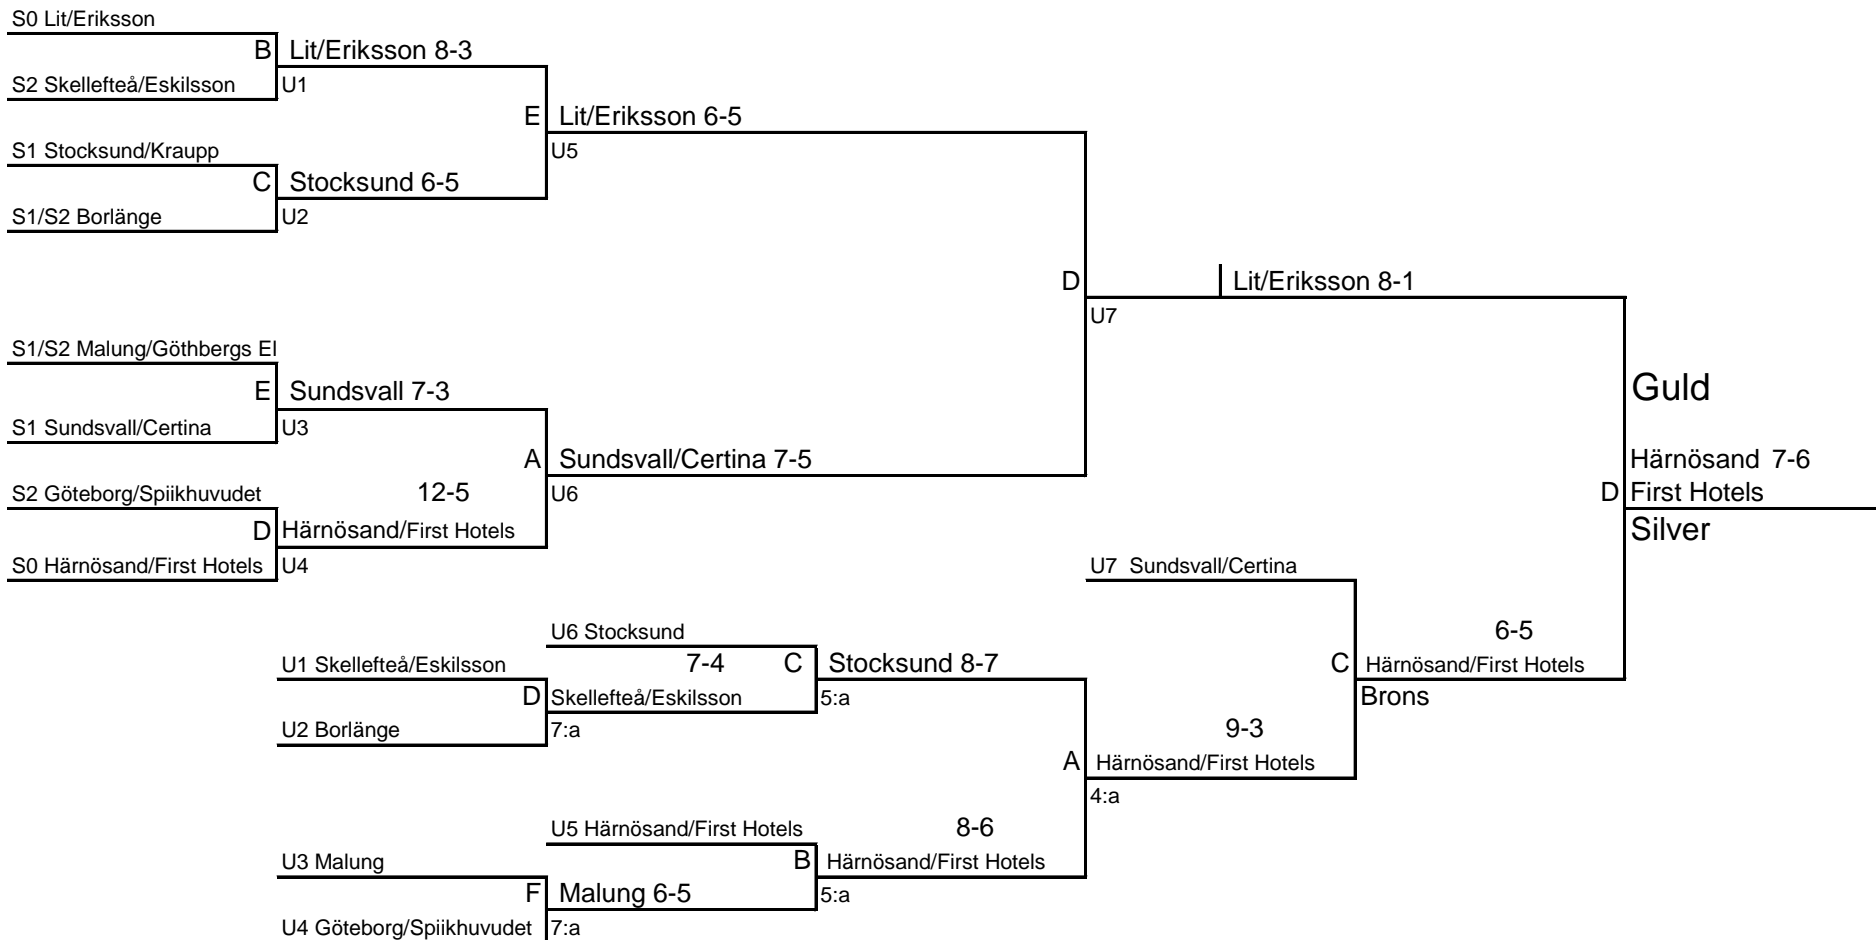 S0 Lit/Eriksson
B Lit/Eriksson 8-3
S2 Skellefteå/Eskilsson U1
E Lit/Eriksson 6-5
S1 Stocksund/Kraupp U5
C Stocksund 6-5
S1/S2 Borlänge U2
D Lit/Eriksson 8-1
U7
S1/S2 Malung/Göthbergs El
E Sundsvall 7-3 Guld
S1 Sundsvall/Certina U3
A Sundsvall/Certina 7-5 Härnösand 7-6
S2 Göteborg/Spiikhuvudet 12-5 U6 D First Hotels
D Härnösand/First Hotels Silver
S0 Härnösand/First Hotels U4 U7 Sundsvall/Certina
U6 Stocksund 6-5
U1 Skellefteå/Eskilsson 7-4 C Stocksund 8-7 C Härnösand/First Hotels
D Skellefteå/Eskilsson 5:a Brons
U2 Borlänge 7:a 9-3
A Härnösand/First Hotels
4:a
U5 Härnösand/First Hotels 8-6
U3 Malung B Härnösand/First Hotels
F Malung 6-5 5:a
U4 Göteborg/Spiikhuvudet 7:a